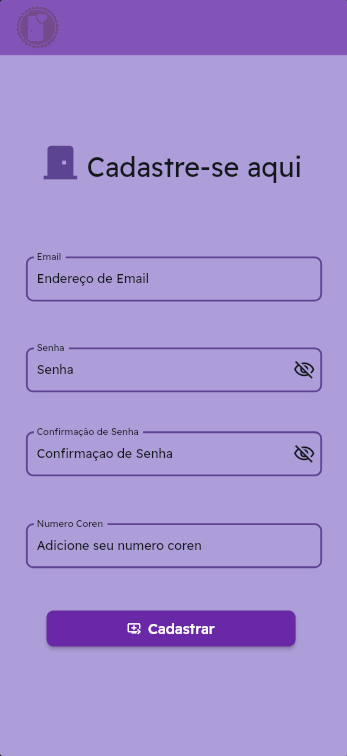 Cadastre-se aqui
Email
Endereço de Email
Senha
Senha
Confirmação de Senha
Confirmaçao de Senha
Numero Coren
Adicione seu numero coren
Cadastrar